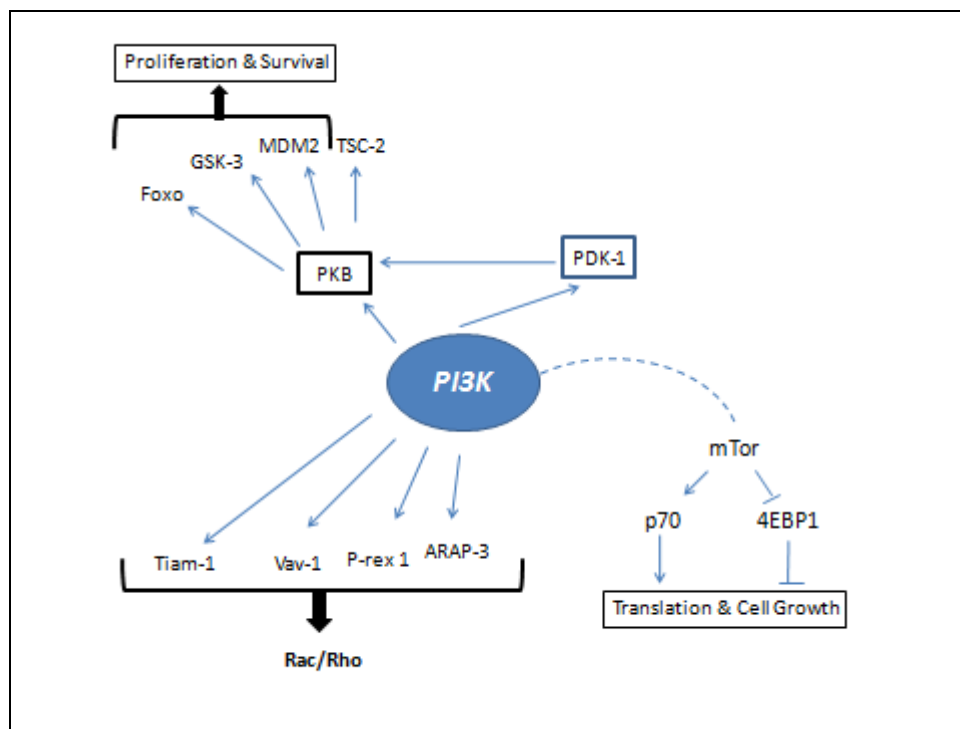 Proliferation & Survival
MDM2 TSC-2
GSK-3
Foxo
PKB
PDK-1
PI3K
mTor
p70 4EBP1
Tiam-1 Vav-1 P-rex 1 ARAP-3
Translation & Cell Growth
Rac/Rho